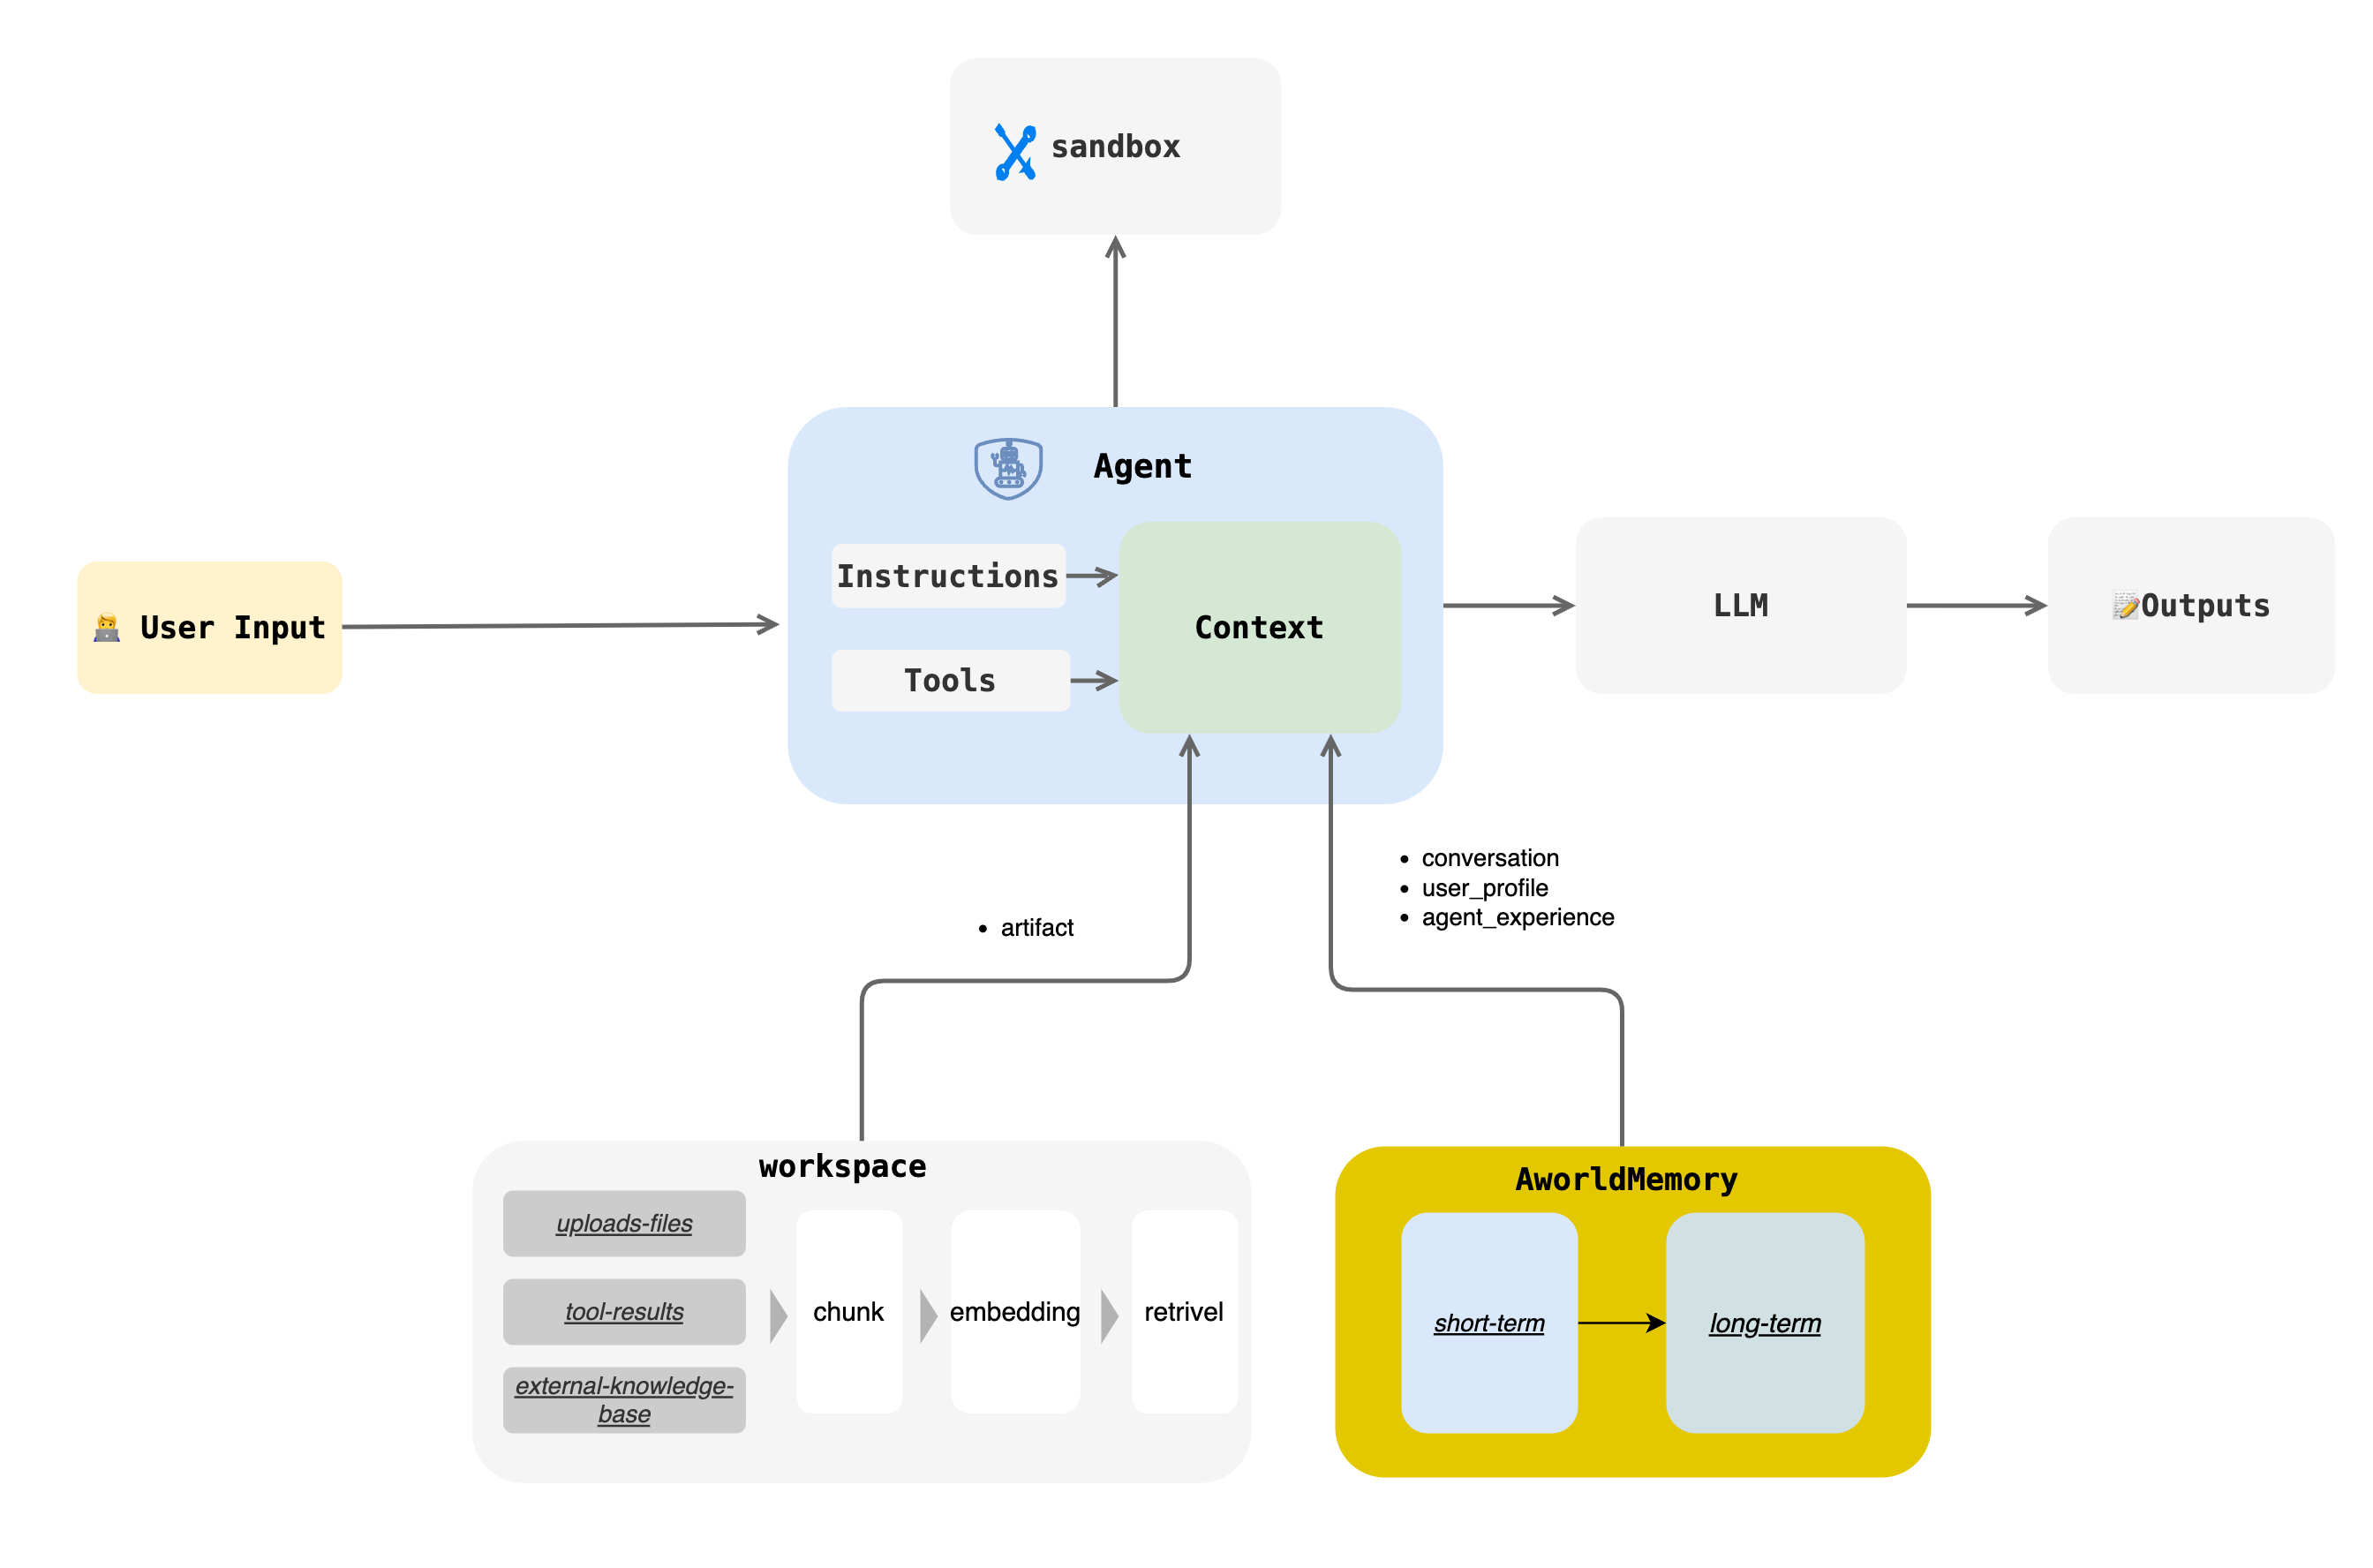 sandbox
Agent
Instructions
Context
Tools
User Input
LLM
Outputs
conversation
user_profile
agent_experience
artifact
workspace
uploads-files
tool-results
external-knowledge-
base
chunk
embedding
retrivel
AworldMemory
short-term
long-term